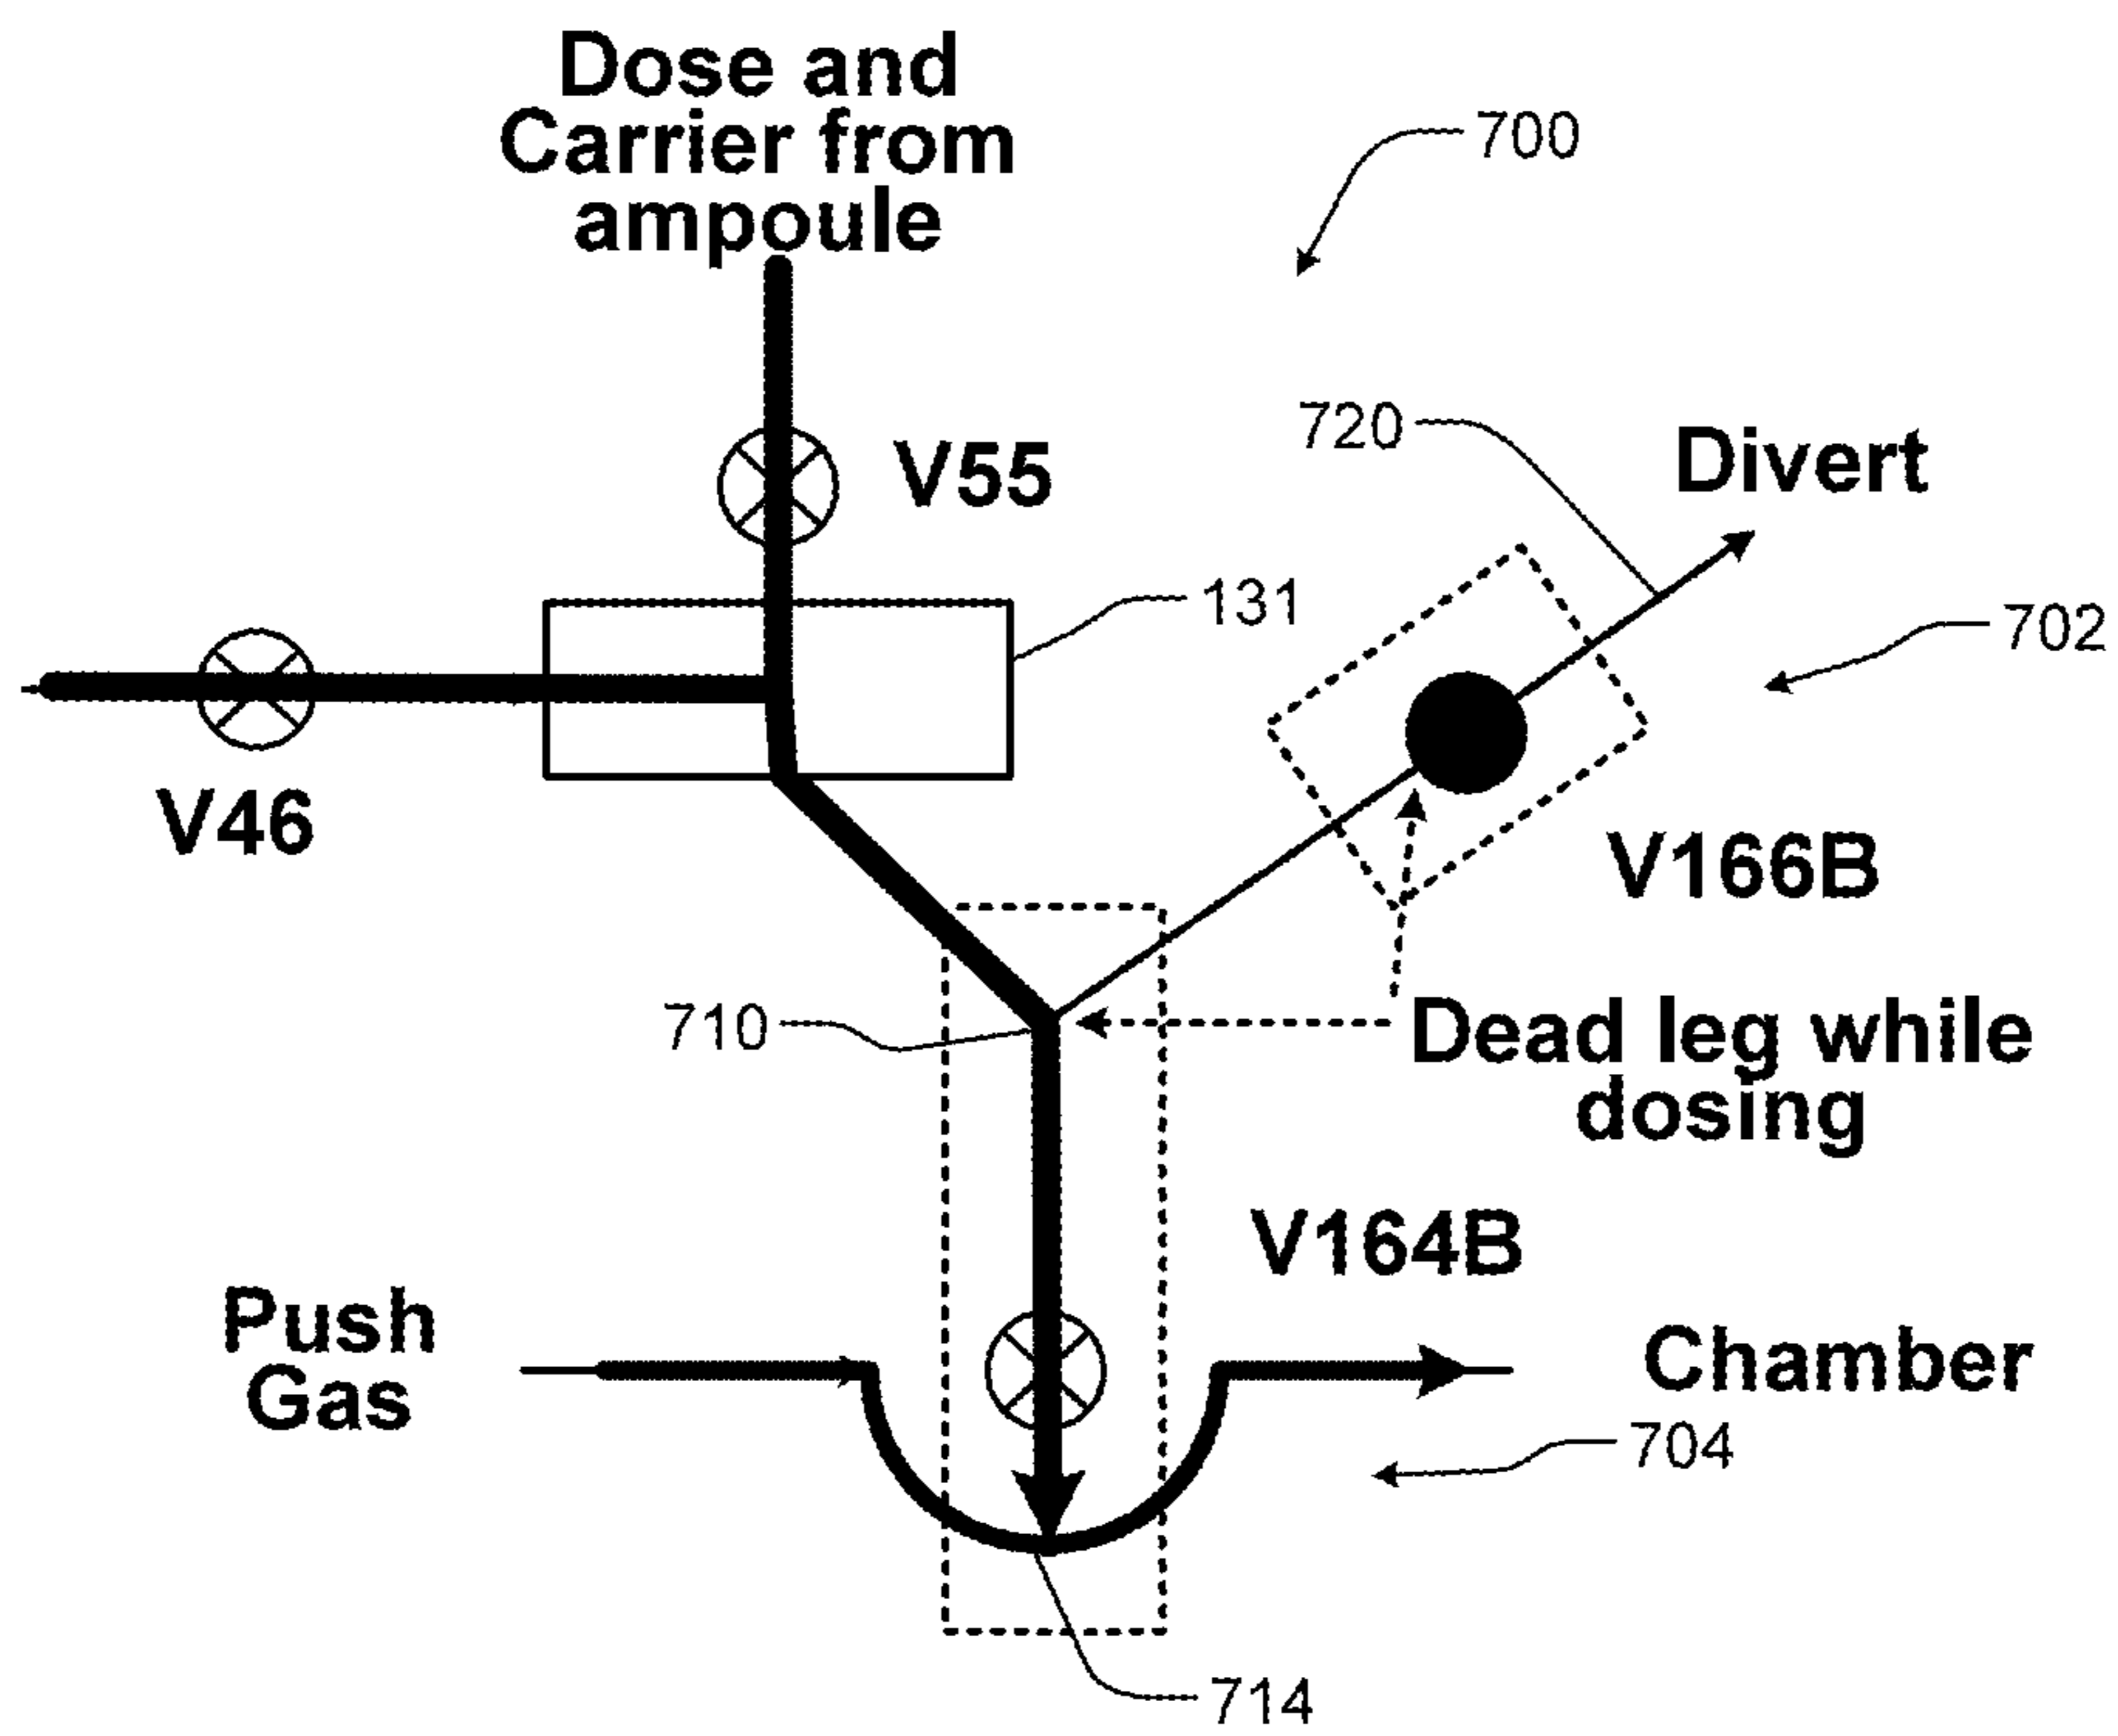 Dose and
Carrier from
ampoule
700
V55
720
Divert
131
702
V46
V166B
710
Dead leg while
dosing
V164B
Push
Gas
Chamber
704
714